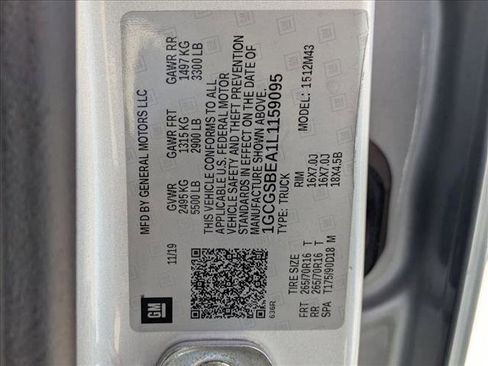 MFD BY GENERAL MOTORS LLC
11/19
GVWR
2495 KG
5500 LB
GAWR FRT
1315 KG
2900 LB
GAWR RR
1497 KG
3300 LB
THIS VEHICLE CONFORMS TO ALL
APPLICABLE U.S. FEDERAL MOTOR
VEHICLE SAFETY AND THEFT PREVENTION
STANDARDS IN EFFECT ON THE DATE OF
MANUFACTURE SHOWN ABOVE.
1GCGSBEA1L1159095
TYPE: TRUCK
MODEL: 1512M43
GM
636R
TIRE SIZE RIM
FRT 265/70R16 T 16X7.0J
RR 265/70R16 T 16X7.0J
SPA T175/90D18 M 18X4.5B